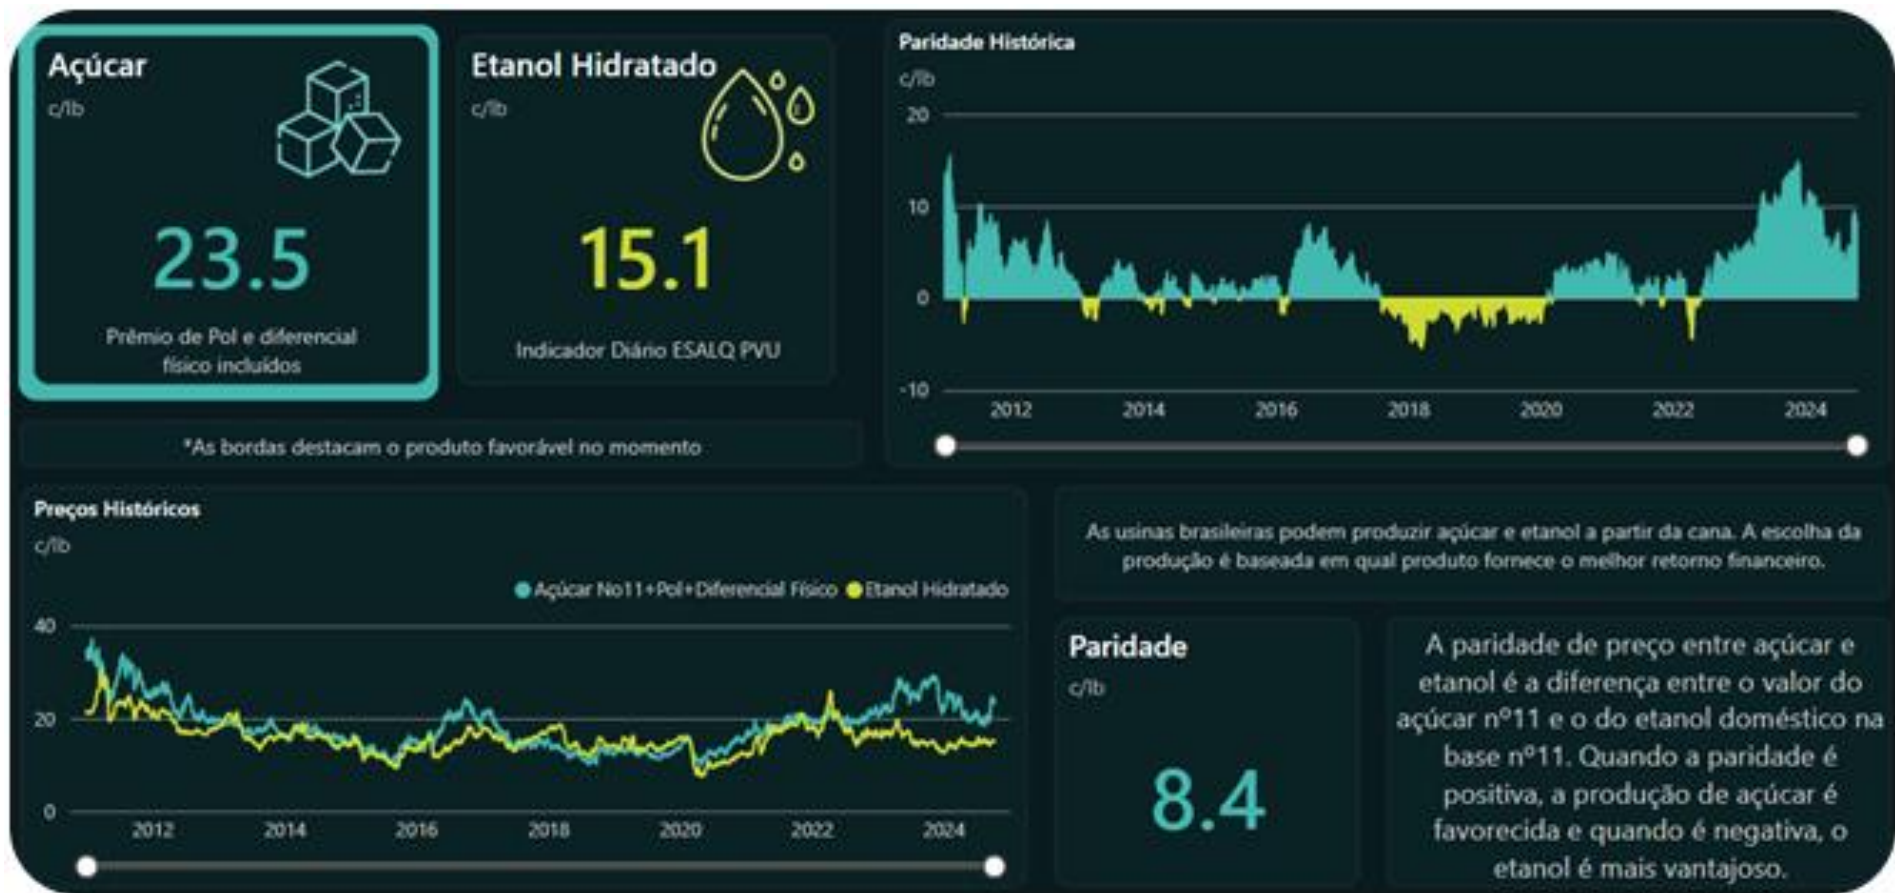 Açúcar
c/lb
23.5
Prêmio de Pol e diferencial
físico incluídos
Etanol Hidratado
c/lb
15.1
Indicador Diário ESALQ PVU
*As bordas destacam o produto favorável no momento
Paridade Histórica
c/lb
20
10
0
-10
2012 2014 2016 2018 2020 2022 2024
Preços Históricos
c/lb
Açúcar No11+Pol+Diferencial Físico Etanol Hidratado
40
20
0
2012 2014 2016 2018 2020 2022 2024
As usinas brasileiras podem produzir açúcar e etanol a partir da cana. A escolha da
produção é baseada em qual produto fornece o melhor retorno financeiro.
Paridade
c/lb
8.4
A paridade de preço entre açúcar e
etanol é a diferença entre o valor do
açúcar nº11 e o do etanol doméstico na
base nº11. Quando a paridade é
positiva, a produção de açúcar é
favorecida e quando é negativa, o
etanol é mais vantajoso.